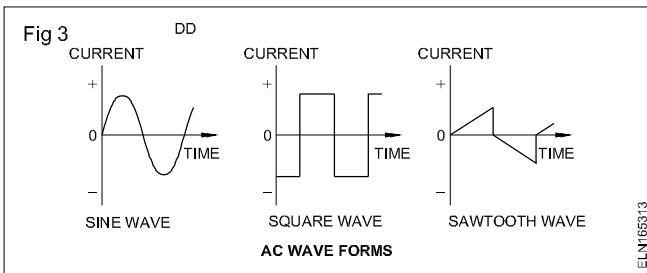 Fig 3
DD
CURRENT
+
0
TIME
–
SINE WAVE
CURRENT
+
0
TIME
–
SQUARE WAVE
CURRENT
+
0
TIME
–
SAWTOOTH WAVE
AC WAVE FORMS
ELN165313